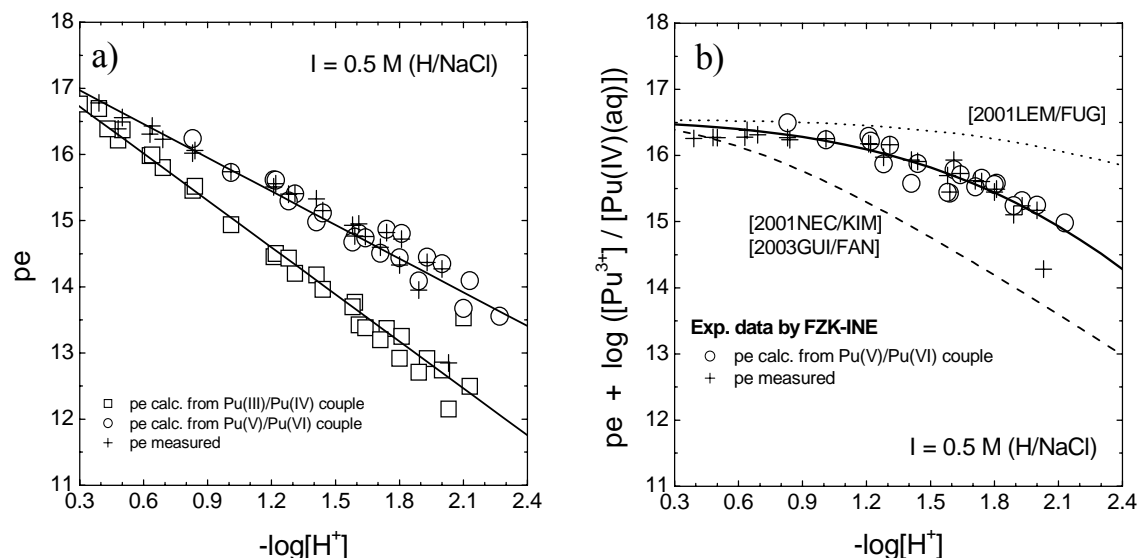 a)
I = 0.5 M (H/NaCl)
pe
17
16
15
14
13
12
11
□ pe calc. from Pu(III)/Pu(IV) couple
○ pe calc. from Pu(V)/Pu(VI) couple
+ pe measured
0.3 0.6 0.9 1.2 1.5 1.8 2.1 2.4
-log[H⁺]
b)
pe + log ([Pu³⁺] / [Pu(IV)(aq)])
18
17
16
15
14
13
12
11
[2001LEM/FUG]
[2001NEC/KIM]
[2003GUI/FAN]
Exp. data by FZK-INE
○ pe calc. from Pu(V)/Pu(VI) couple
+ pe measured
I = 0.5 M (H/NaCl)
0.3 0.6 0.9 1.2 1.5 1.8 2.1 2.4
-log[H⁺]